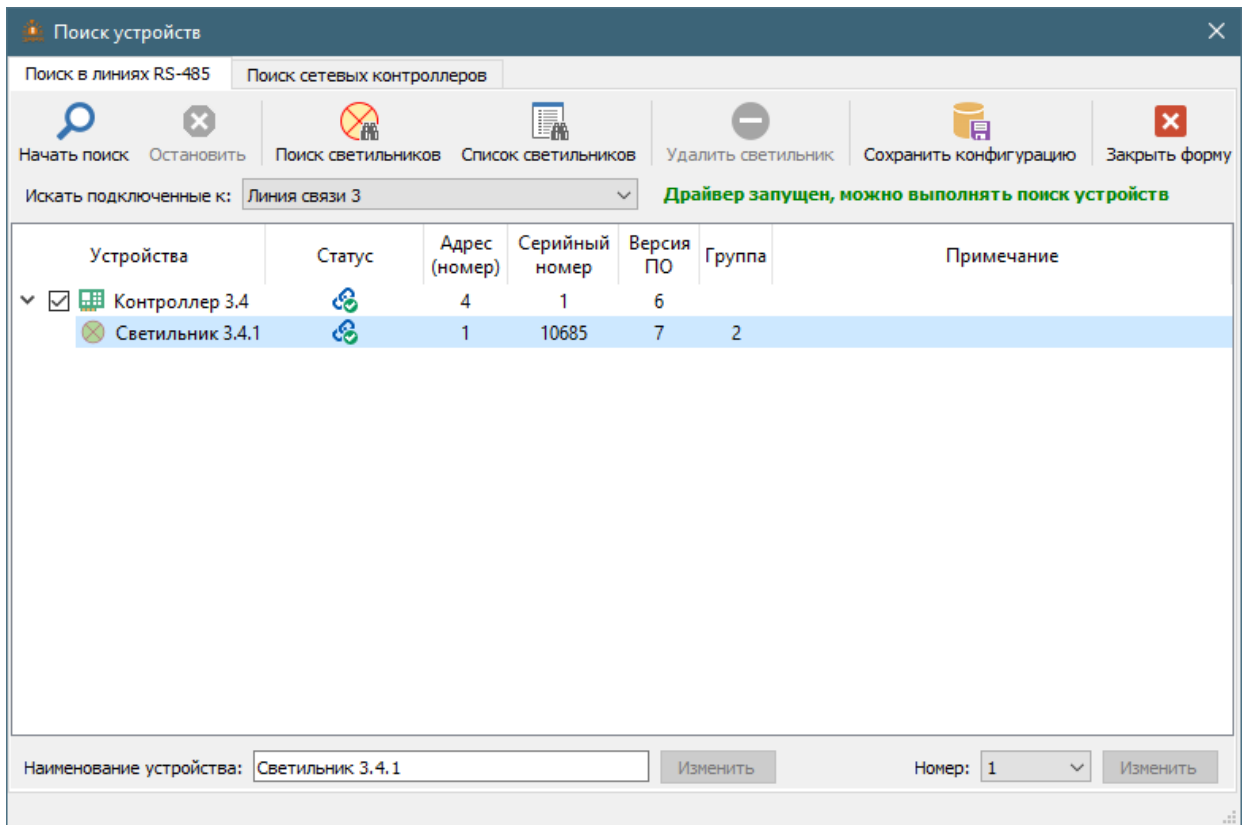 Поиск устройств
Поиск в линиях RS-485 Поиск сетевых контроллеров
Начать поиск Остановить Поиск светильников Список светильников Удалить светильник Сохранить конфигурацию Закрыть форму
Искать подключенные к: Линия связи 3 Драйвер запущен, можно выполнять поиск устройств
Устройства Статус Адрес (номер) Серийный номер Версия ПО Группа Примечание
Контроллер 3.4 4 1 6
Светильник 3.4.1 1 10685 7 2
Наименование устройства: Светильник 3.4.1 Изменить Номер: 1 Изменить